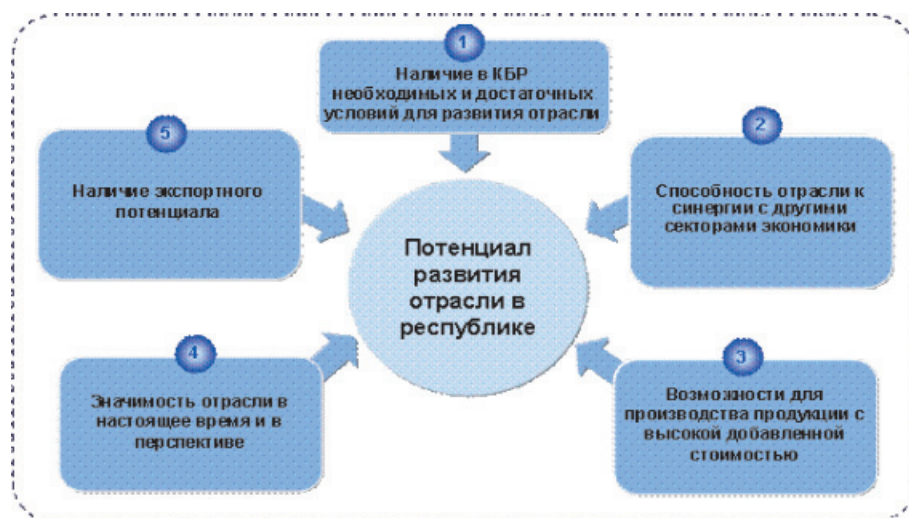 1
Наличие в КБР
необходимых и достаточных
условий для развития отрасли
2
Способность отрасли к
синергии с другими
секторами экономики
3
Возможности для
производства продукции с
высокой добавленной
стоимостью
4
Значимость отрасли в
настоящее время и в
перспективе
5
Наличие экспортного
потенциала
Потенциал
развития
отрасли в
республике